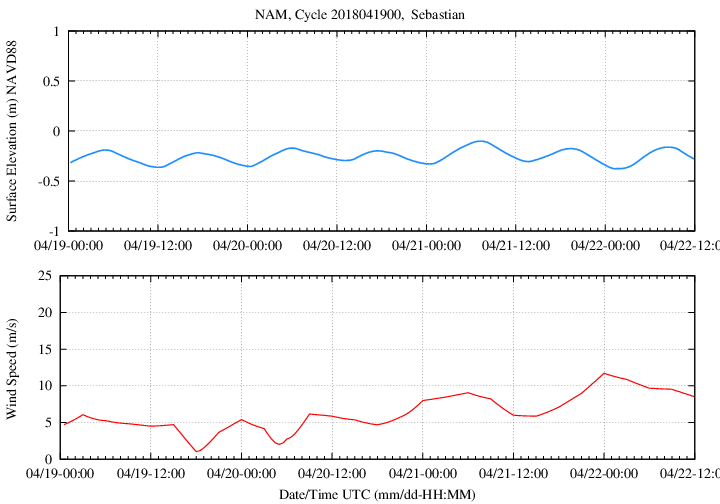 NAM, Cycle 2018041900,  Sebastian
Surface Elevation (m) NAVD88
1
0.5
0
-0.5
-1
04/19-00:00 04/19-12:00 04/20-00:00 04/20-12:00 04/21-00:00 04/21-12:00 04/22-00:00 04/22-12:0
Wind Speed (m/s)
25
20
15
10
5
0
04/19-00:00 04/19-12:00 04/20-00:00 04/20-12:00 04/21-00:00 04/21-12:00 04/22-00:00 04/22-12:0
Date/Time UTC (mm/dd-HH:MM)